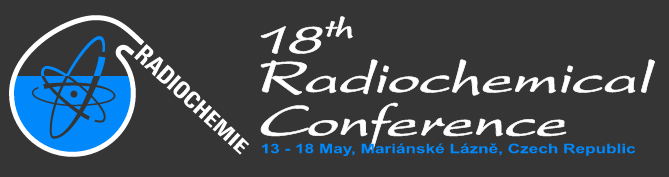 RADIOCHEMIE
18th
Radiochemical
Conference
13 - 18 May, Mariánské Lázně, Czech Republic